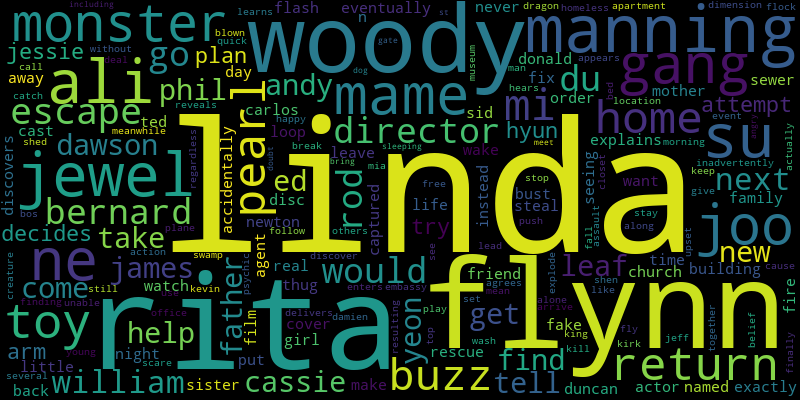 including
learns flash eventually never dragon homeless apartment dimension flock
monster woody n manning
blown quick gate st
jessie go deal without phil andy dog donald man appears gang
call away plan day museum fix hears bed location sewer
ali mame du mother
catch reveals carlos sid order home attempt
escape pearl loop director mi event
meanwhile ted cast shed accidentally hyun explains morning su
dawson break leave wake closet inadvertently actually
discovers jewel regardless doubt happy sleeping meet keep
linda seeing want next
ed rod mia bring captured instead stop bust steal give family
bernard bos disc free life push stay
newton follow others try assault along joo
decides take plane agent see lead fall upset new
ne james action father real discover friend leaf time cause
creature come still watch swamp psychic enters embassy agrees mean church building
finding unable use kevin thug delivers yeon explode shen like fire
toy rita office cover damien play set alone arrive flynn
help film resulting top king get fake fly together belief
arm night girl wash kill kirk jeff
little young scare put rescue find return finally
several william sister cassie make buzz tell duncan actor named exactly
back
angry